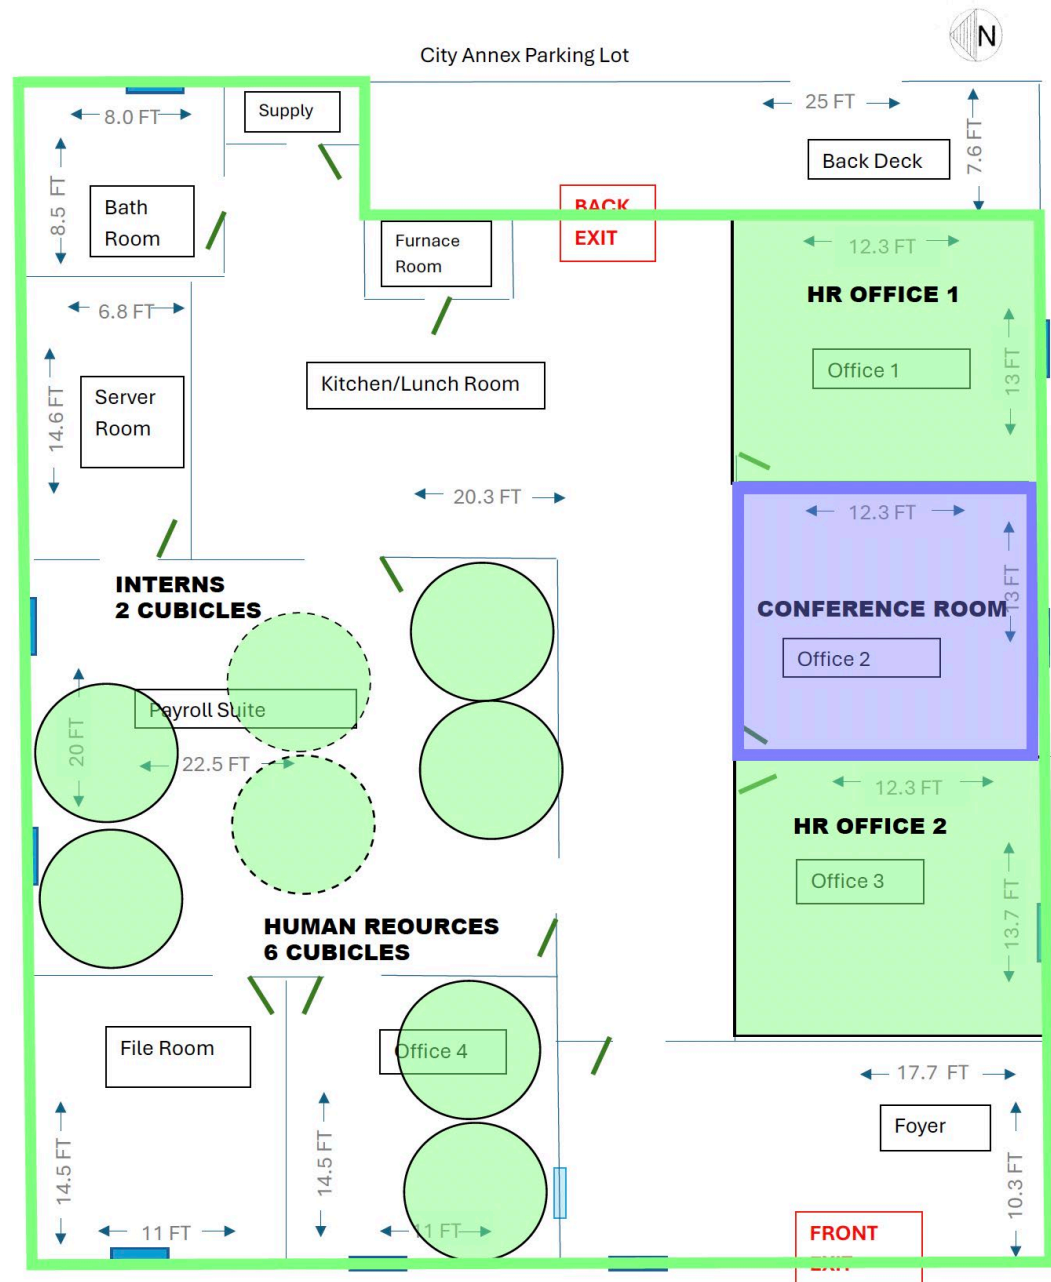 N
City Annex Parking Lot
8.0 FT
Supply
25 FT
7.6 FT
Back Deck
8.5 FT
Bath
Room
BACK
EXIT
Furnace
Room
12.3 FT
HR OFFICE 1
6.8 FT
Office 1
13 FT
Kitchen/Lunch Room
Server
Room
14.6 FT
20.3 FT
12.3 FT
INTERNS
2 CUBICLES
13 FT
CONFERENCE ROOM
Office 2
Payroll Suite
20 FT
22.5 FT
12.3 FT
HR OFFICE 2
Office 3
13.7 FT
HUMAN REOURCES
6 CUBICLES
File Room
Office 4
17.7 FT
Foyer
14.5 FT
14.5 FT
10.3 FT
11 FT
11 FT
FRONT
EXIT